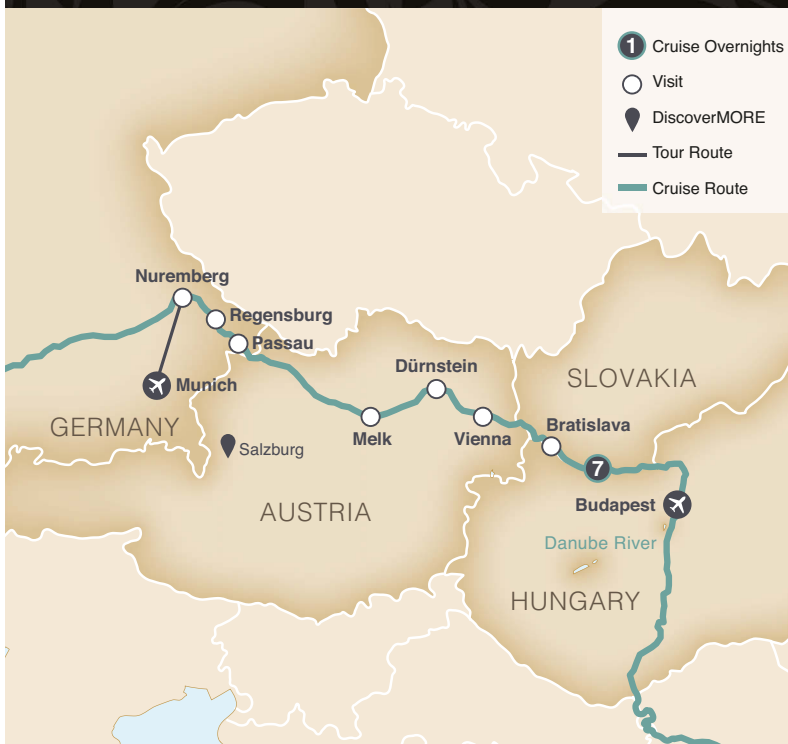 1 Cruise Overnights
Visit
DiscoverMORE
Tour Route
Cruise Route
Nuremberg
Regensburg
Passau
Munich
GERMANY
Salzburg
Dürnstein
Melk
Vienna
AUSTRIA
SLOVAKIA
Bratislava
7
Budapest
Danube River
HUNGARY